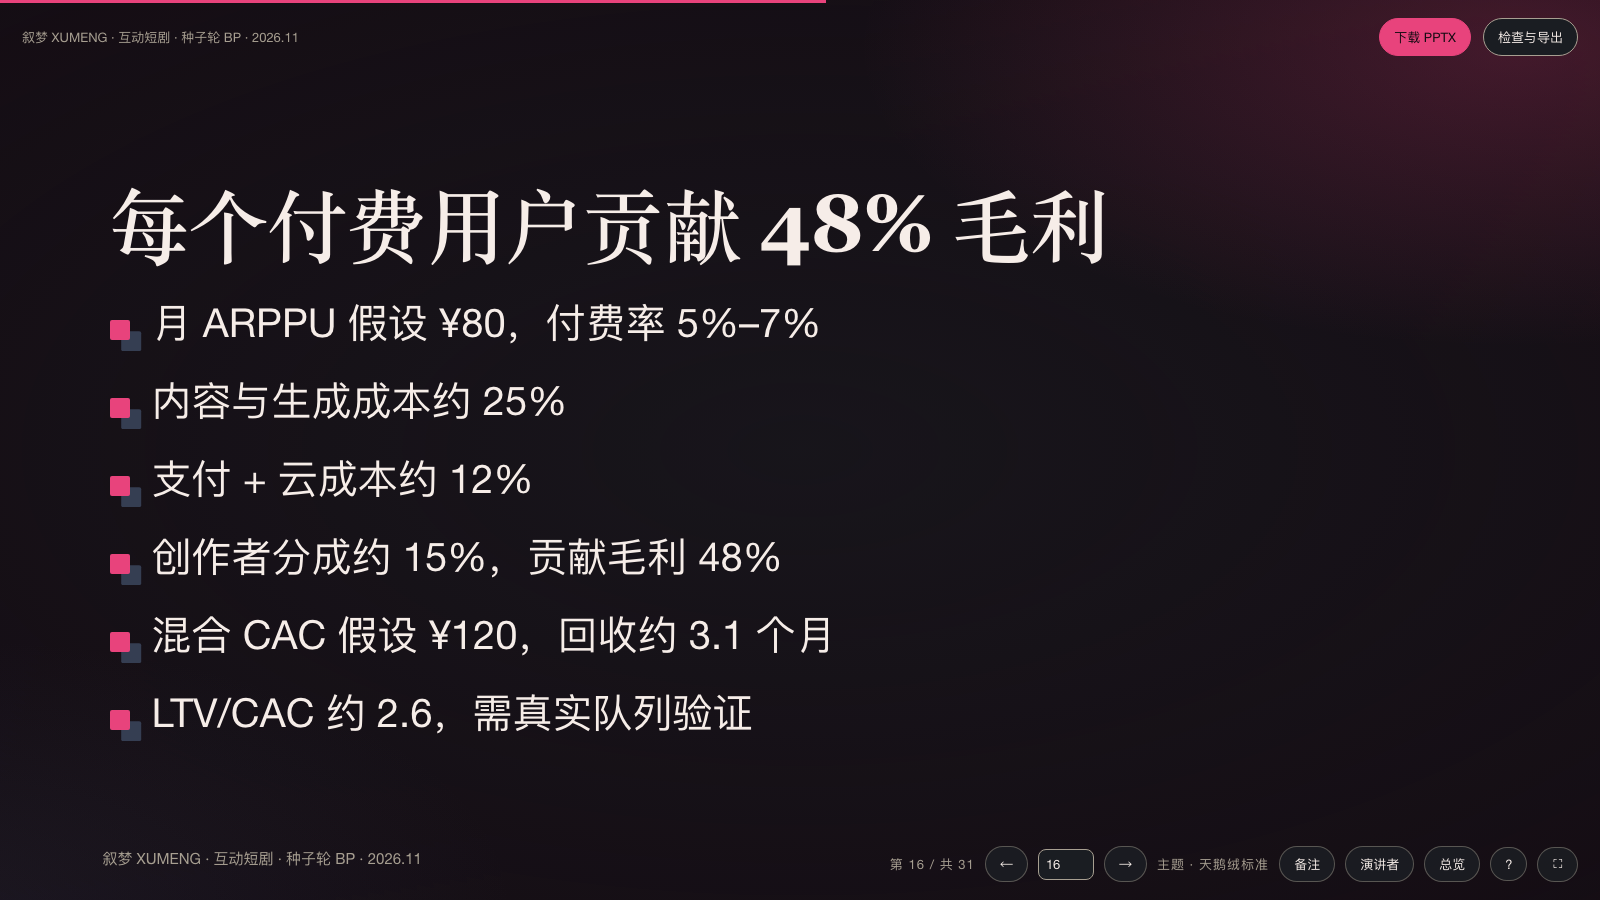 叙梦 XUMENG · 互动短剧 · 种子轮 BP · 2026.11
下载 PPTX
检查与导出
每个付费用户贡献 48% 毛利
月 ARPPU 假设 ¥80，付费率 5%–7%
内容与生成成本约 25%
支付 + 云成本约 12%
创作者分成约 15%，贡献毛利 48%
混合 CAC 假设 ¥120，回收约 3.1 个月
LTV/CAC 约 2.6，需真实队列验证
叙梦 XUMENG · 互动短剧 · 种子轮 BP · 2026.11
第 16 / 共 31 ← 16 → 主题 · 天鹅绒标准 备注 演讲者 总览 ?